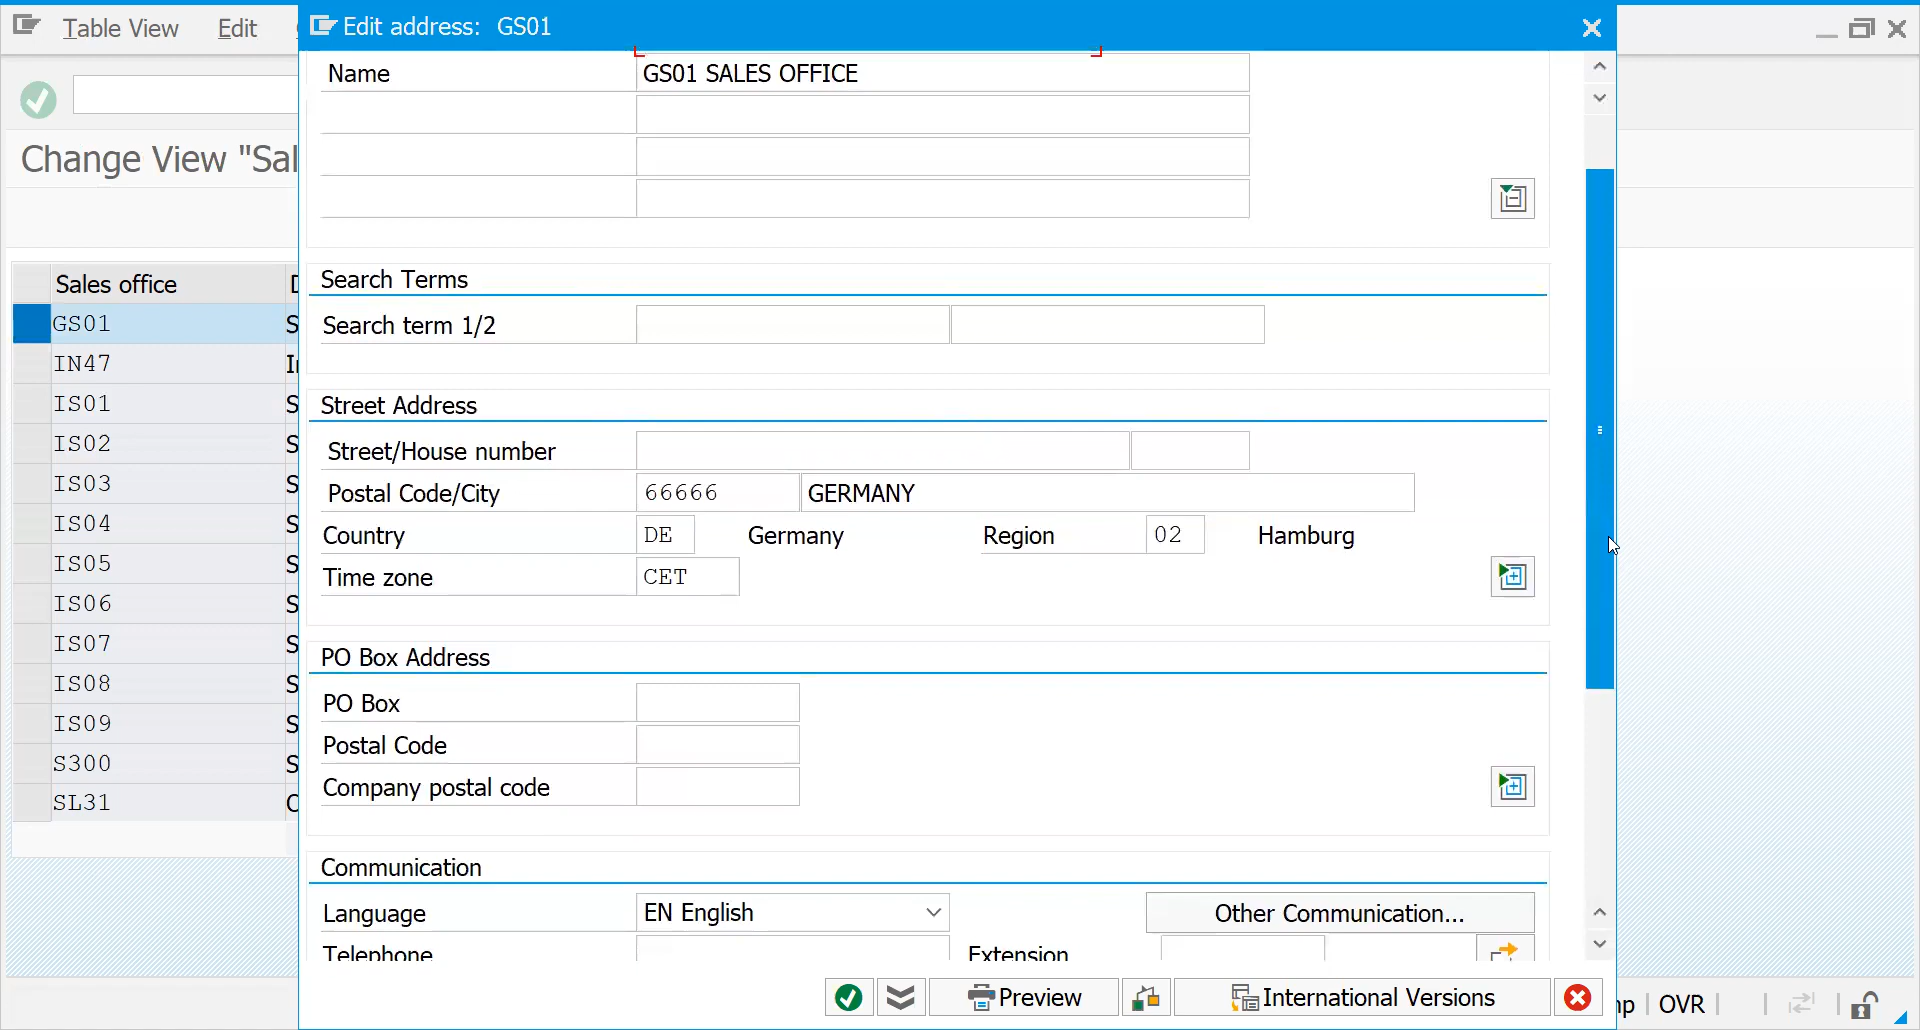 Table View Edit
Edit address: GS01
Change View "Sal
Sales office
GS01
IN47
IS01
IS02
IS03
IS04
IS05
IS06
IS07
IS08
IS09
S300
SL31
Name GS01 SALES OFFICE
Search Terms
Search term 1/2
Street Address
Street/House number
Postal Code/City 66666 GERMANY
Country DE Germany Region 02 Hamburg
Time zone CET
PO Box Address
PO Box
Postal Code
Company postal code
Communication
Language EN English Other Communication...
Telephone Extension
Preview International Versions
OVR